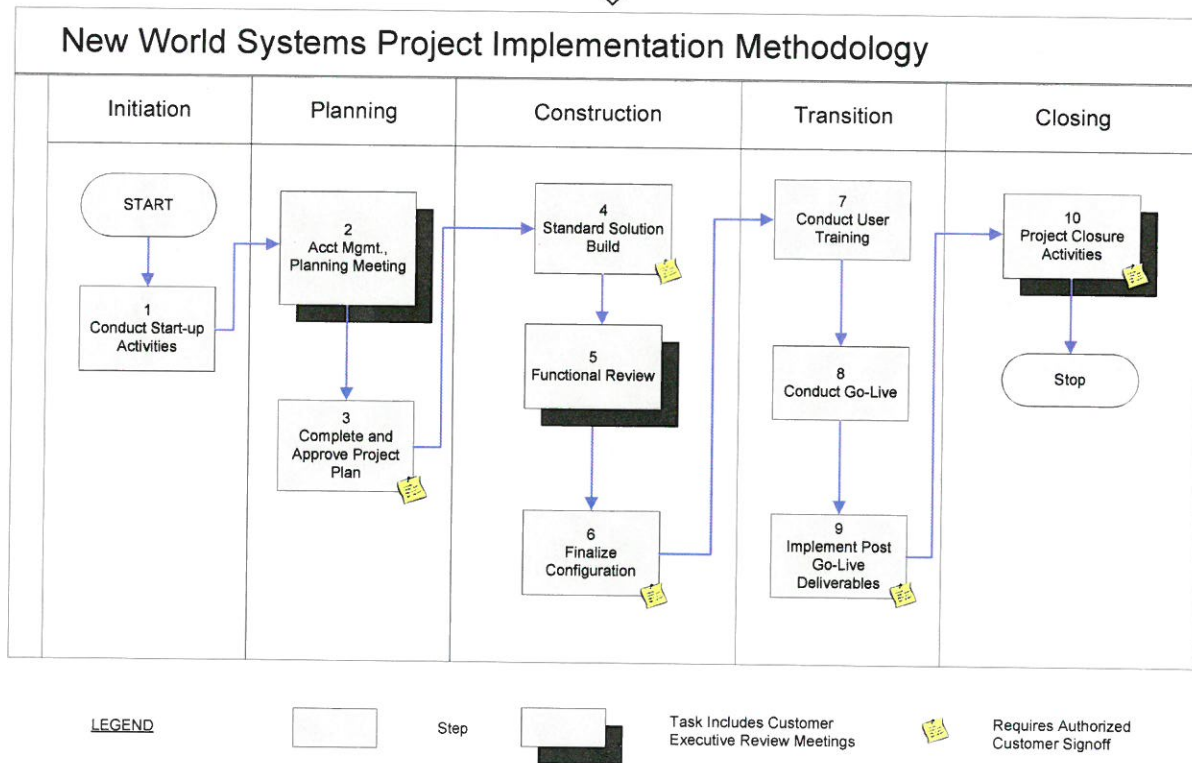 New World Systems Project Implementation Methodology
Initiation
Planning
Construction
Transition
Closing
START
1
Conduct Start-up
Activities
2
Acct Mgmt.,
Planning Meeting
3
Complete and
Approve Project
Plan
4
Standard Solution
Build
5
Functional Review
6
Finalize
Configuration
7
Conduct User
Training
8
Conduct Go-Live
9
Implement Post
Go-Live
Deliverables
10
Project Closure
Activities
Stop
LEGEND
Step
Task Includes Customer
Executive Review Meetings
Requires Authorized
Customer Signoff